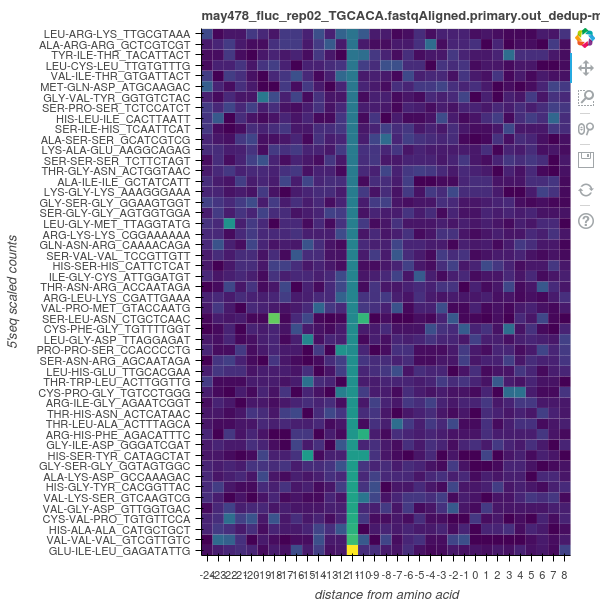 may478_fluc_rep02_TGCACA.fastqAligned.primary.out_dedup-m
LEU-ARG-LYS_TTGCGTAAA
ALA-ARG-ARG_GCTCGTCGT
TYR-ILE-THR_TACATTACT
LEU-CYS-LEU_TTGTGTTTG
VAL-ILE-THR_GTGATTACT
MET-GLN-ASP_ATGCAAGAC
GLY-VAL-TYR_GGTGTCTAC
SER-PRO-SER_TCTCCATCT
HIS-LEU-ILE_CACTTAATT
SER-ILE-HIS_TCAATTCAT
ALA-SER-SER_GCATCGTCG
LYS-ALA-GLU_AAGGCAGAG
SER-SER-SER_TCTTCTAGT
THR-GLY-ASN_ACTGGTAAC
ALA-ILE-ILE_GCTATCATT
LYS-GLY-LYS_AAAGGGAAA
GLY-SER-GLY_GGAAGTGGT
SER-GLY-GLY_AGTGGTGGA
LEU-GLY-MET_TTAGGTATG
ARG-LYS-LYS_CGGAAAAAA
GLN-ASN-ARG_CAAAACAGA
SER-VAL-VAL_TCCGTTGTT
HIS-SER-HIS_CATTCTCAT
ILE-GLY-CYS_ATTGGATGT
THR-ASN-ARG_ACCAATAGA
ARG-LEU-LYS_CGATTGAAA
VAL-PRO-MET_GTACCAATG
SER-LEU-ASN_CTGCTCAAC
CYS-PHE-GLY_TGTTTTGGT
LEU-GLY-ASP_TTAGGAGAT
PRO-PRO-SER_CCACCCCTG
SER-ASN-ARG_AGCAATAGA
LEU-HIS-GLU_TTGCACGAA
THR-TRP-LEU_ACTTGGTTG
CYS-PRO-GLY_TGTCCTGGG
ARG-ILE-GLY_AGAATCGGT
THR-HIS-ASN_ACTCATAAC
THR-LEU-ALA_ACTTTAGCA
ARG-HIS-PHE_AGACATTTC
GLY-ILE-ASP_GGGATCGAT
HIS-SER-TYR_CATAGCTAT
GLY-SER-GLY_GGTAGTGGC
ALA-LYS-ASP_GCCAAAGAC
HIS-GLY-TYR_CACGGTTAC
VAL-LYS-SER_GTCAAGTCG
VAL-GLY-ASP_GTTGGTGAC
CYS-VAL-PRO_TGTGTTCCA
HIS-ALA-ALA_CATGCTGCT
VAL-VAL-VAL_GTCGTTGTC
GLU-ILE-LEU_GAGATATTG
5'seq scaled counts
-24-23-22-21-20-19-18-17-16-15-14-13-12-11-10-9 -8 -7 -6 -5 -4 -3 -2 -1 0 1 2 3 4 5 6 7 8
distance from amino acid